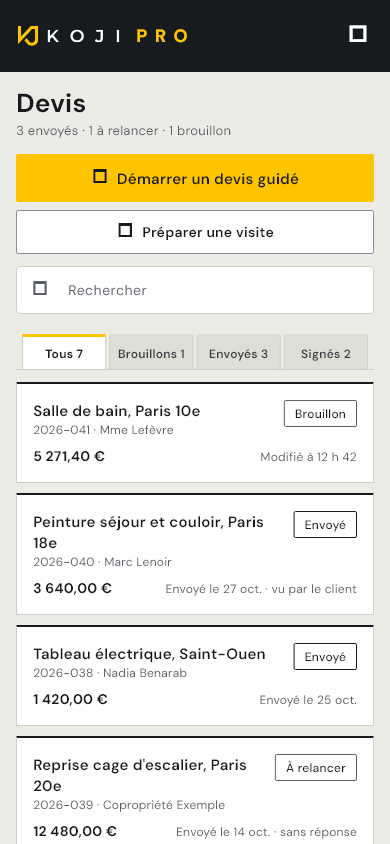 KOJI PRO
Devis
3 envoyés · 1 à relancer · 1 brouillon
Démarrer un devis guidé
Préparer une visite
Rechercher
Tous 7
Brouillons 1
Envoyés 3
Signés 2
Salle de bain, Paris 10e
Brouillon
2026-041 · Mme Lefèvre
5 271,40 €
Modifié à 12 h 42
Peinture séjour et couloir, Paris
18e
Envoyé
2026-040 · Marc Lenoir
3 640,00 €
Envoyé le 27 oct. · vu par le client
Tableau électrique, Saint-Ouen
Envoyé
2026-038 · Nadia Benarab
1 420,00 €
Envoyé le 25 oct.
Reprise cage d'escalier, Paris
20e
À relancer
2026-039 · Copropriété Exemple
12 480,00 €
Envoyé le 14 oct. · sans réponse